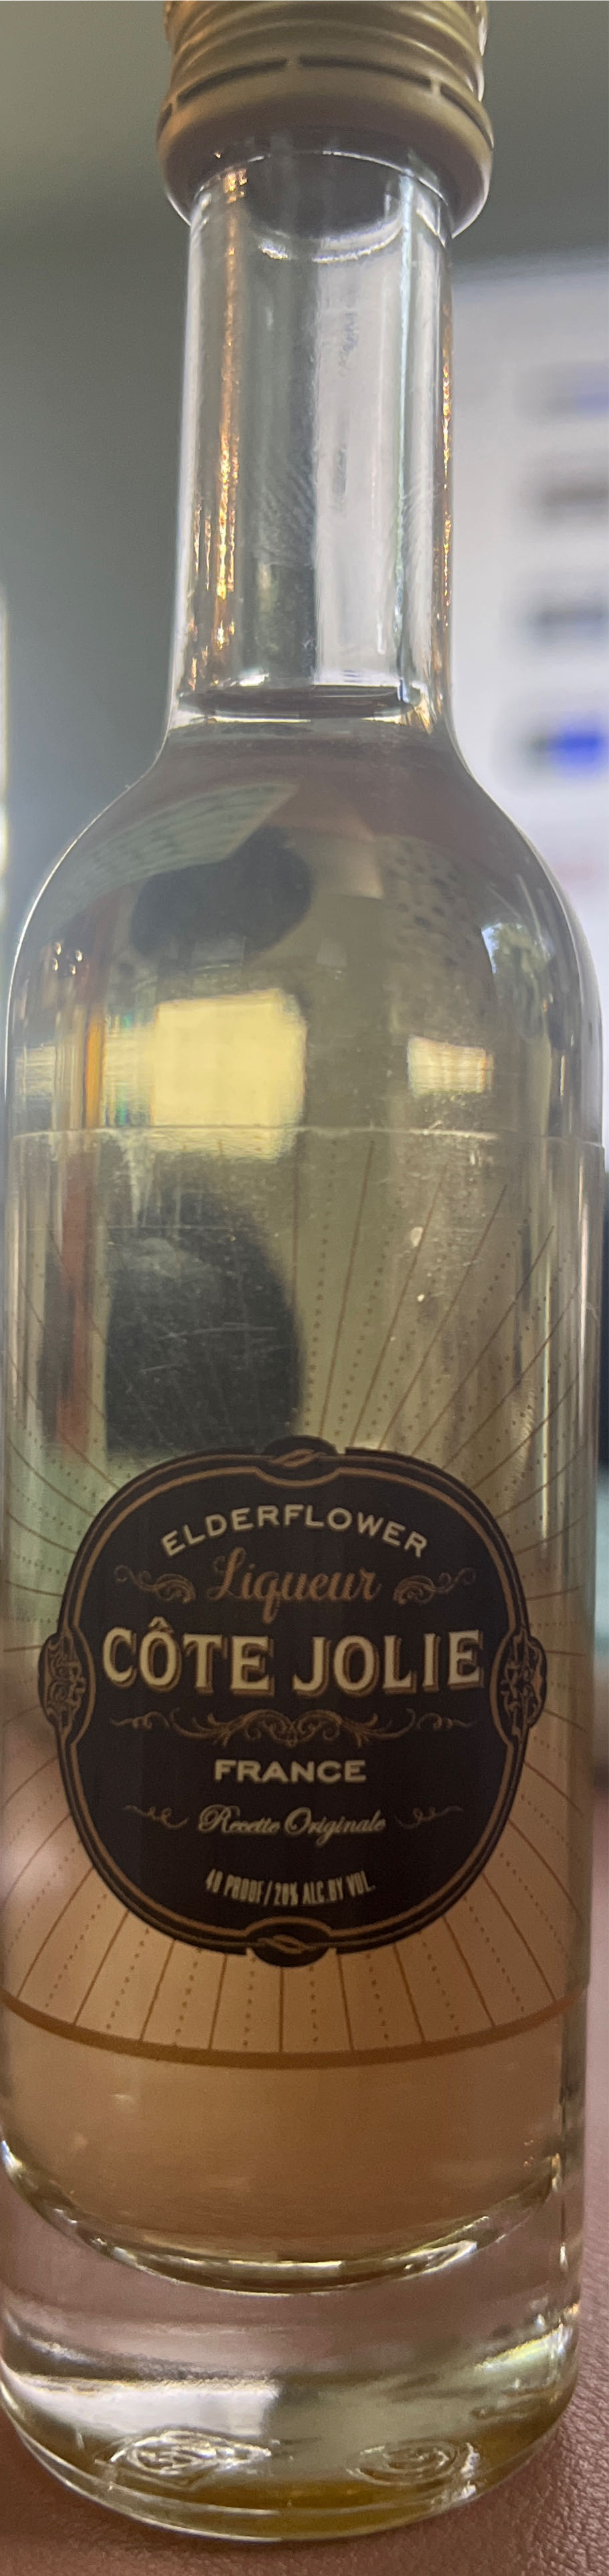 ELDERFLOWER
Liqueur
CÔTE JOLIE
FRANCE
Recette Originale
40 PROOF / 20% ALC. BY VOL.